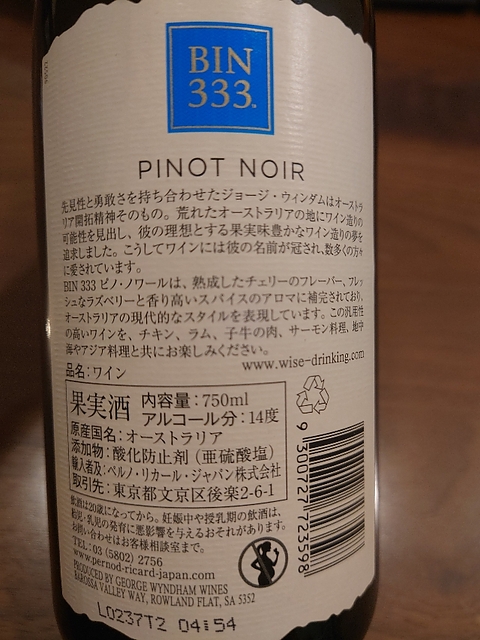 BIN
333.
PINOT NOIR
先見性と勇敢さを持ち合わせたジョージ・ウィンダムはオーストラ
リア開拓精神そのもの。荒れたオーストラリアの地にワイン造りの
可能性を見出し、彼の理想とする果実味豊かなワイン造りの夢を
追求しました。こうしてワインには彼の名前が冠され、数多くの方々
に愛されています。
BIN 333 ピノ・ノワールは、熟成したチェリーのフレーバー、フレッ
シュなラズベリーと香り高いスパイスのアロマに補完されており、
オーストラリアの現代的なスタイルを表現しています。この汎用性
の高いワインを、チキン、ラム、子牛の肉、サーモン料理、地中
海やアジア料理と共にお楽しみください。
www.wise-drinking.com
品名:ワイン
果実酒 内容量:750ml
アルコール分:14度
原産国名:オーストラリア
添加物:酸化防止剤(亜硫酸塩)
輸入者及:ペルノ・リカール・ジャパン株式会社
取引先:東京都文京区後楽2-6-1
飲酒は20歳になってから。妊娠中や授乳期の飲酒は、
胎児・乳児の発育に悪影響を与えるおそれがあります。
お問い合わせはお客様相談室まで。
TEL:03 (5802) 2756
www.pernod-ricard-japan.com
PRODUCED BY GEORGE WYNDHAM WINES
BAROSSA VALLEY WAY, ROWLAND FLAT, SA 5352
9 300727 723598
L0237T2 04:54